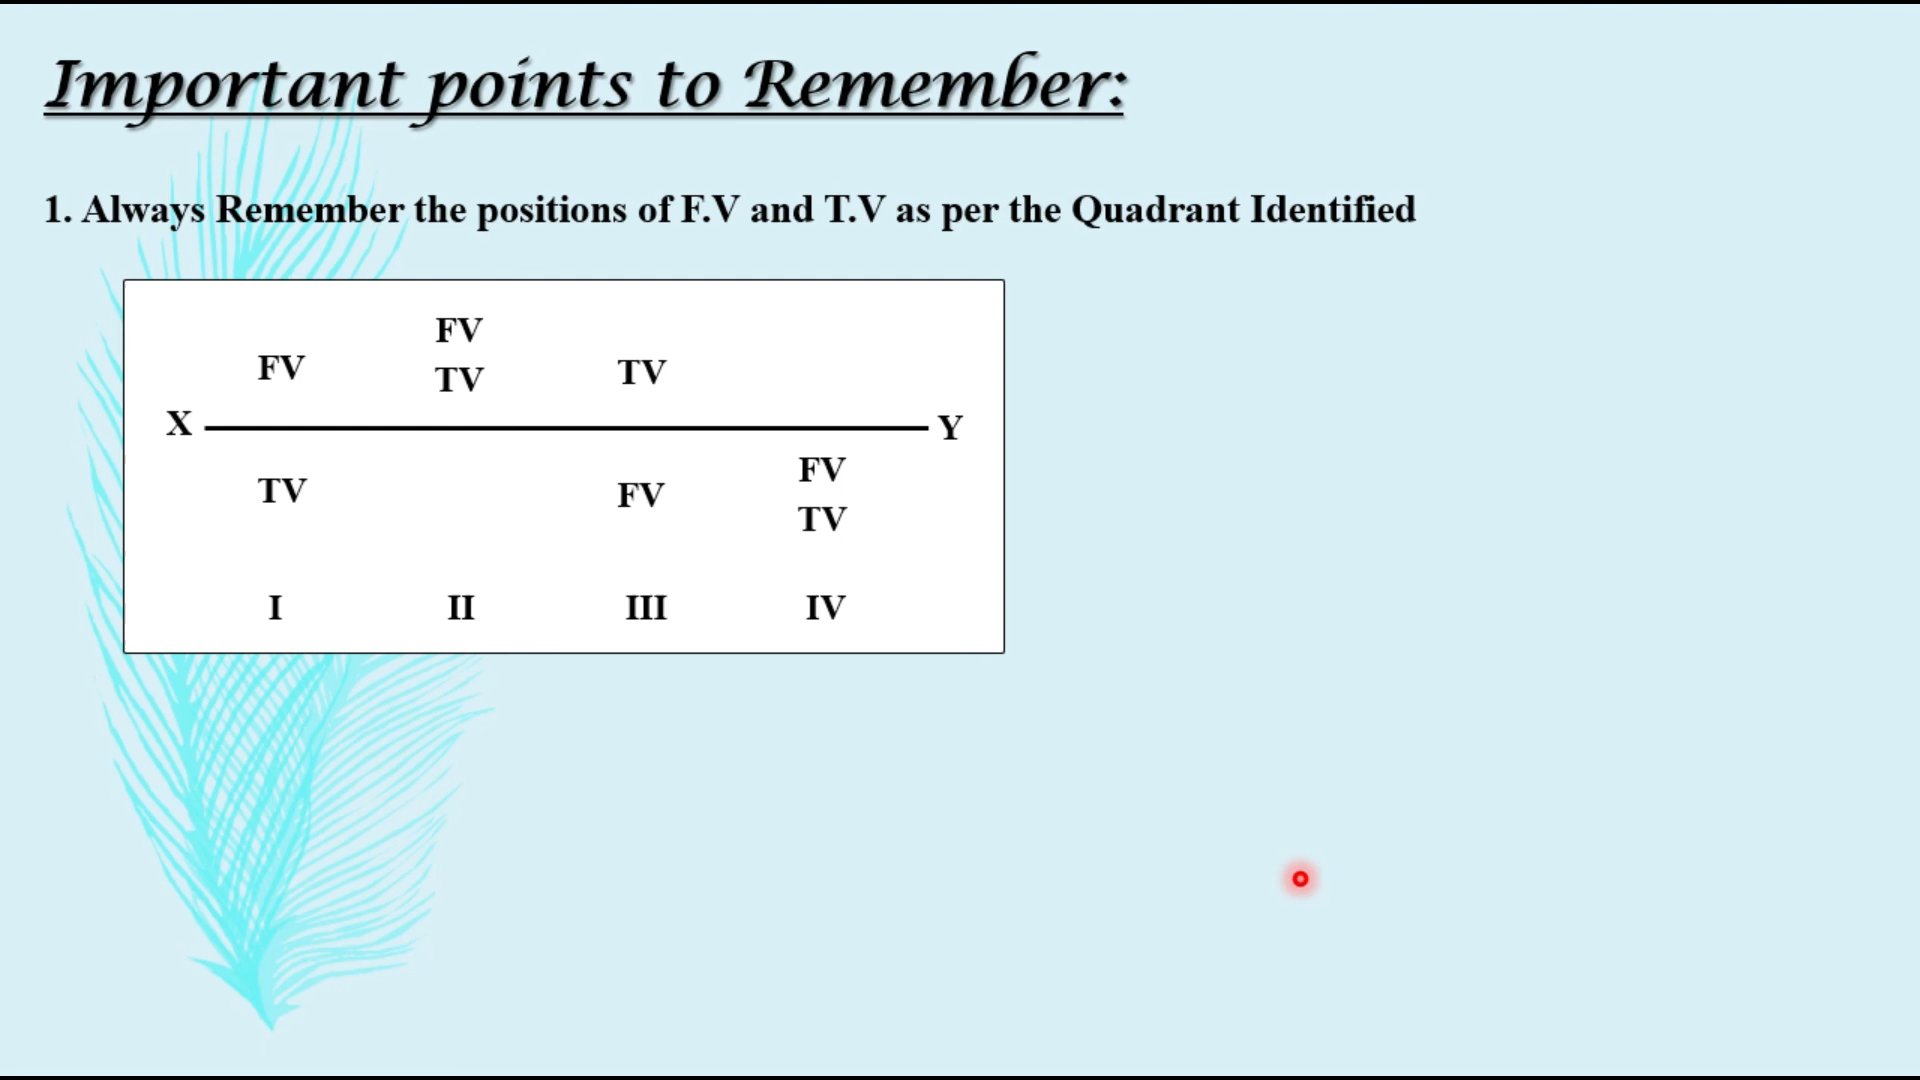 Important points to Remember:
1. Always Remember the positions of F.V and T.V as per the Quadrant Identified
FV
FV TV TV
X Y
TV FV FV
TV
I II III IV